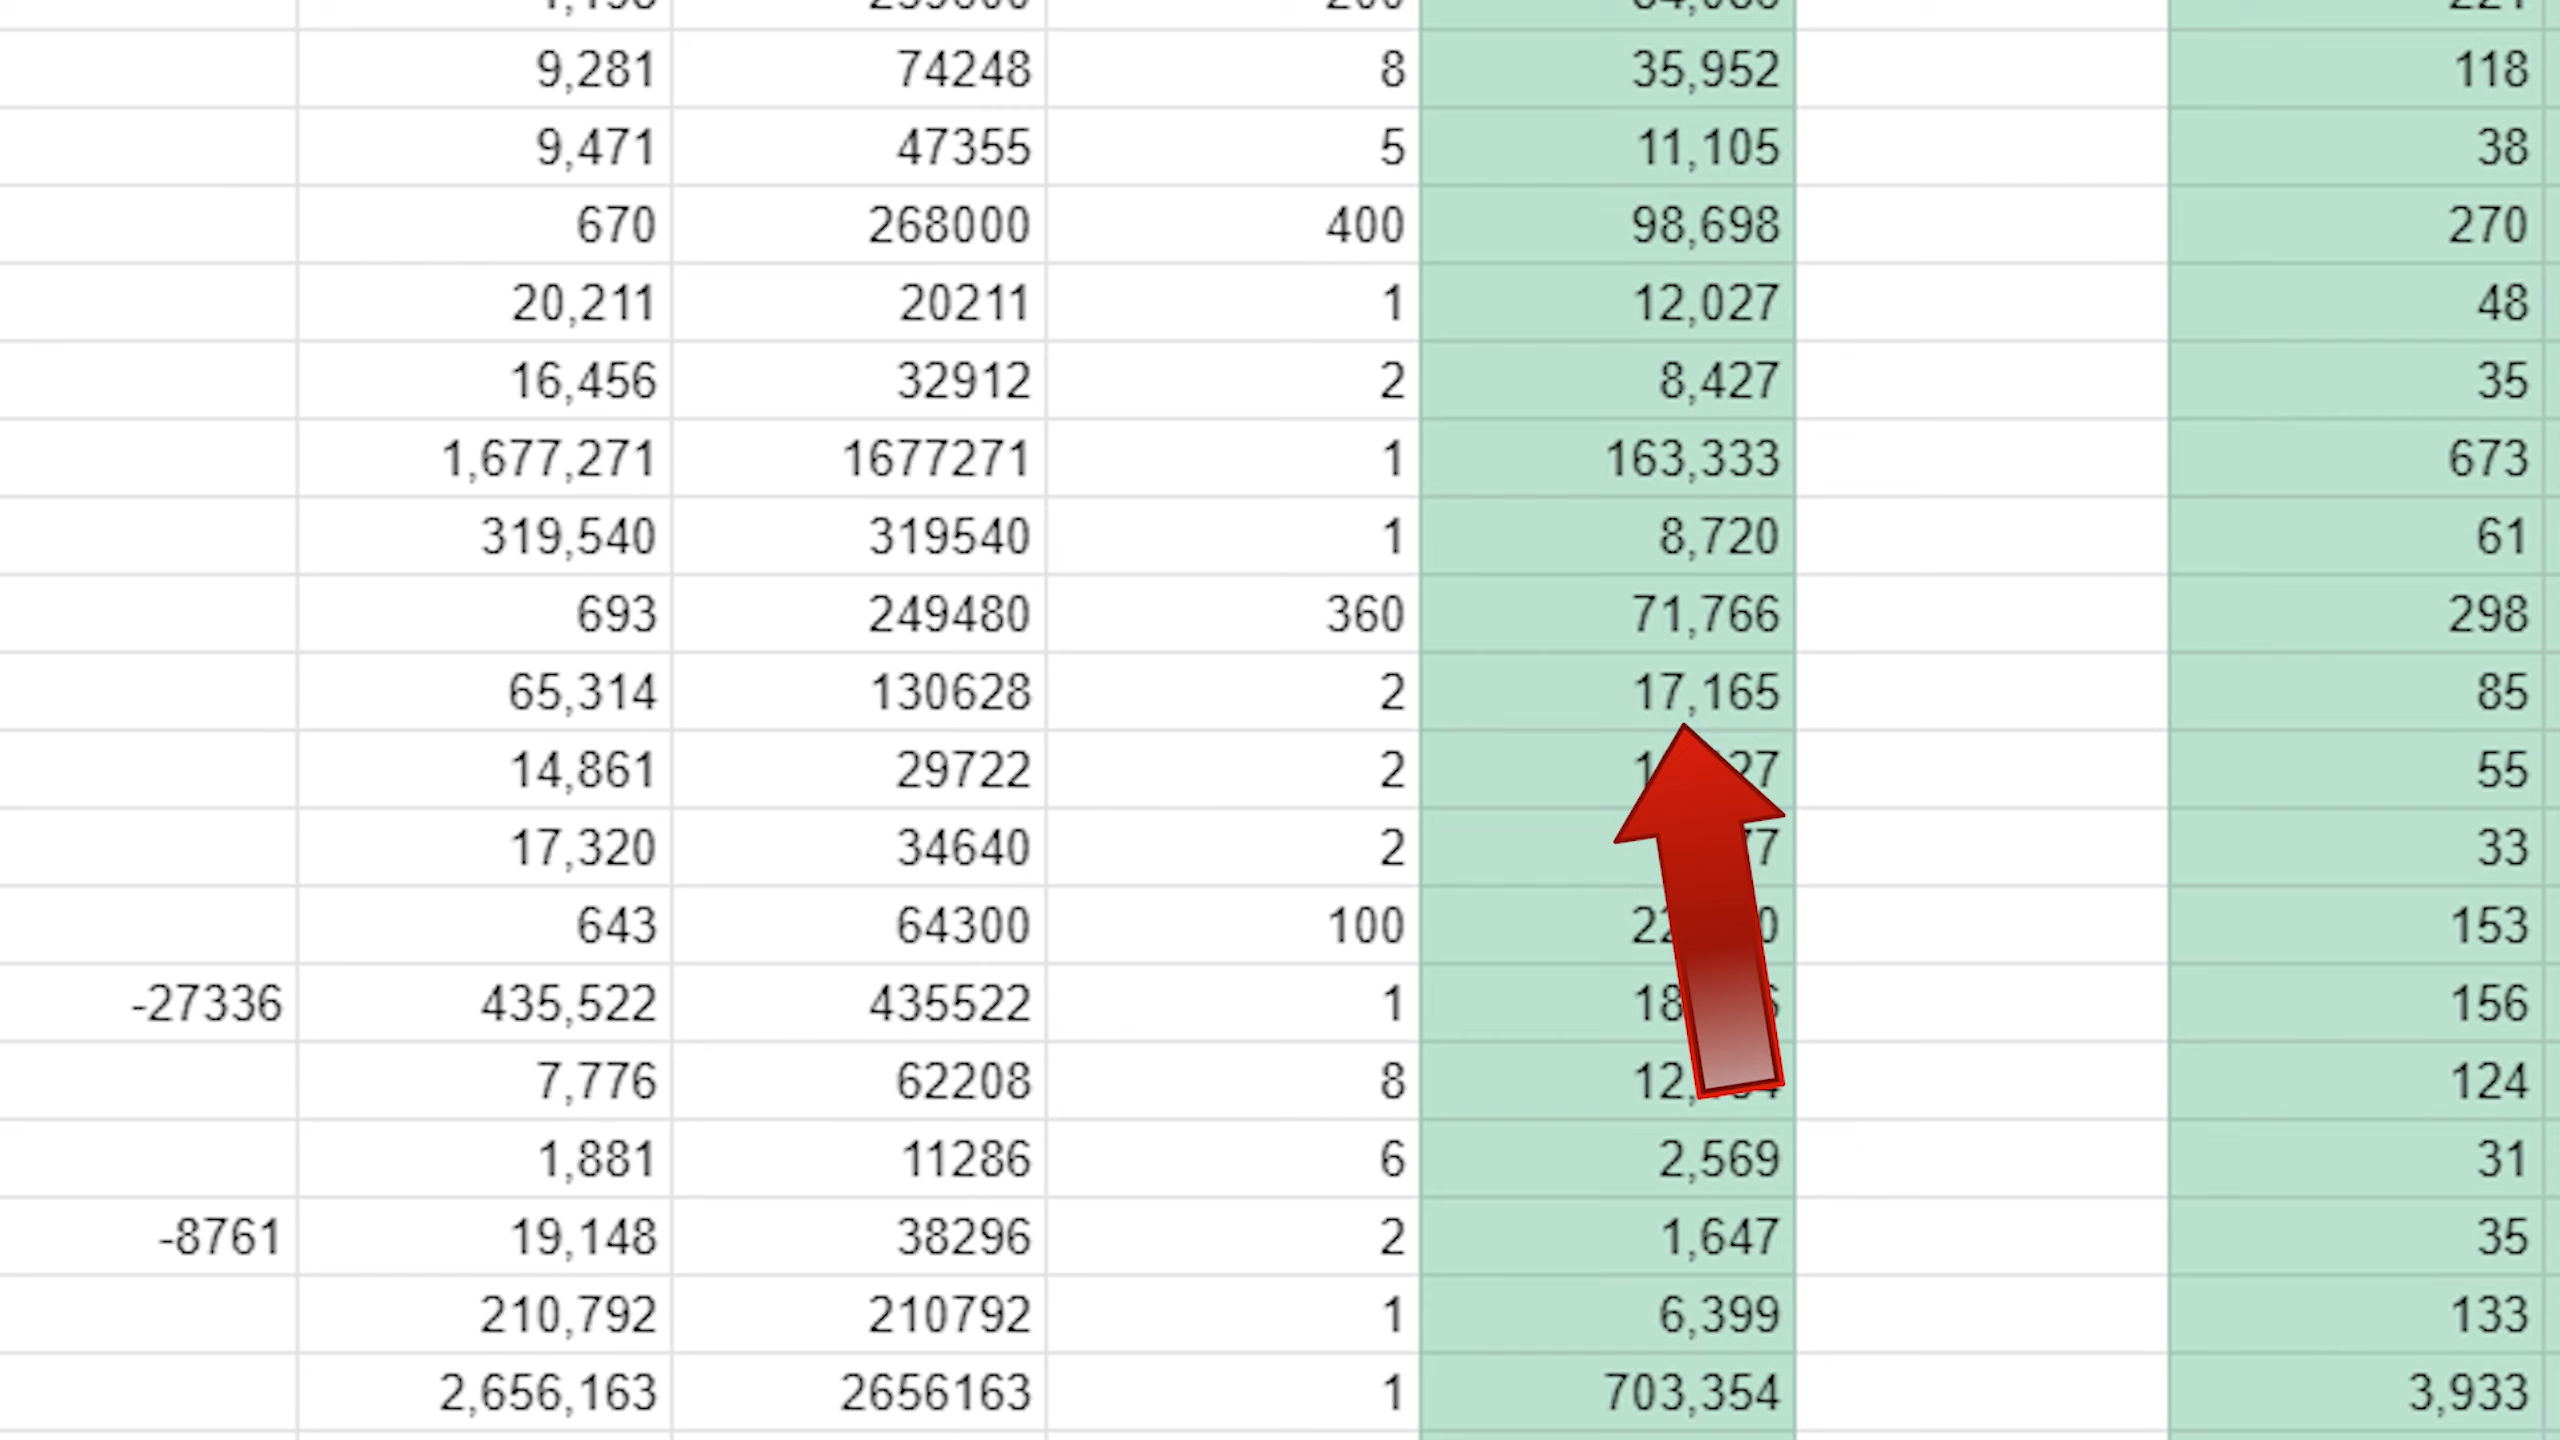 9,281 74248 8 35,952 118
9,471 47355 5 11,105 38
670 268000 400 98,698 270
20,211 20211 1 12,027 48
16,456 32912 2 8,427 35
1,677,271 1677271 1 163,333 673
319,540 319540 1 8,720 61
693 249480 360 71,766 298
65,314 130628 2 17,165 85
14,861 29722 2 55
17,320 34640 2 33
643 64300 100 153
-27336 435,522 435522 1 156
7,776 62208 8 124
1,881 11286 6 2,569 31
-8761 19,148 38296 2 1,647 35
210,792 210792 1 6,399 133
2,656,163 2656163 1 703,354 3,933